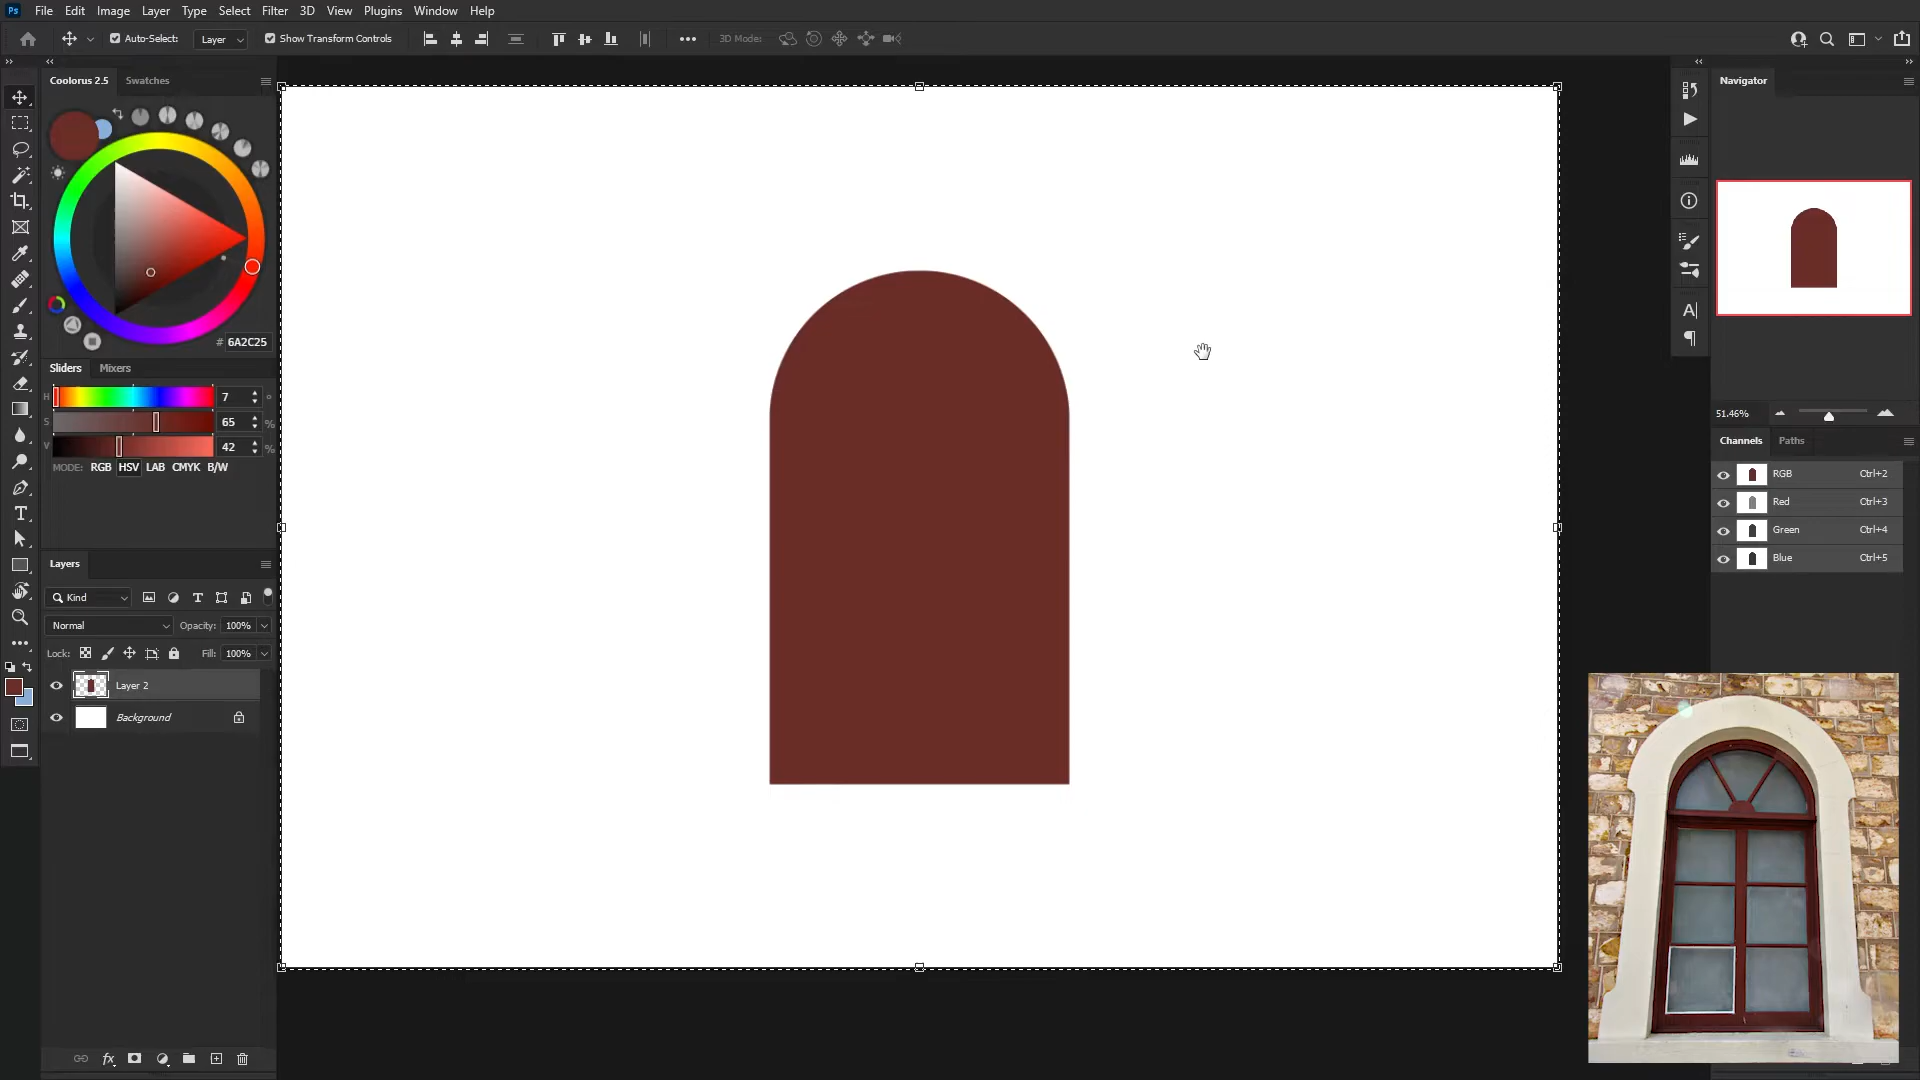 Ps File Edit Image Layer Type Select Filter 3D View Plugins Window Help
Auto-Select: Layer Show Transform Controls 3D Mode:
Coolorus 2.5 Swatches
# 6A2C25
Sliders Mixers
H 7 °
S 65 %
V 42 %
MODE: RGB HSV LAB CMYK B/W
Layers
Kind
Normal Opacity: 100%
Lock: Fill: 100%
Layer 2
Background
fx
Navigator
51.46%
Channels Paths
RGB Ctrl+2
Red Ctrl+3
Green Ctrl+4
Blue Ctrl+5